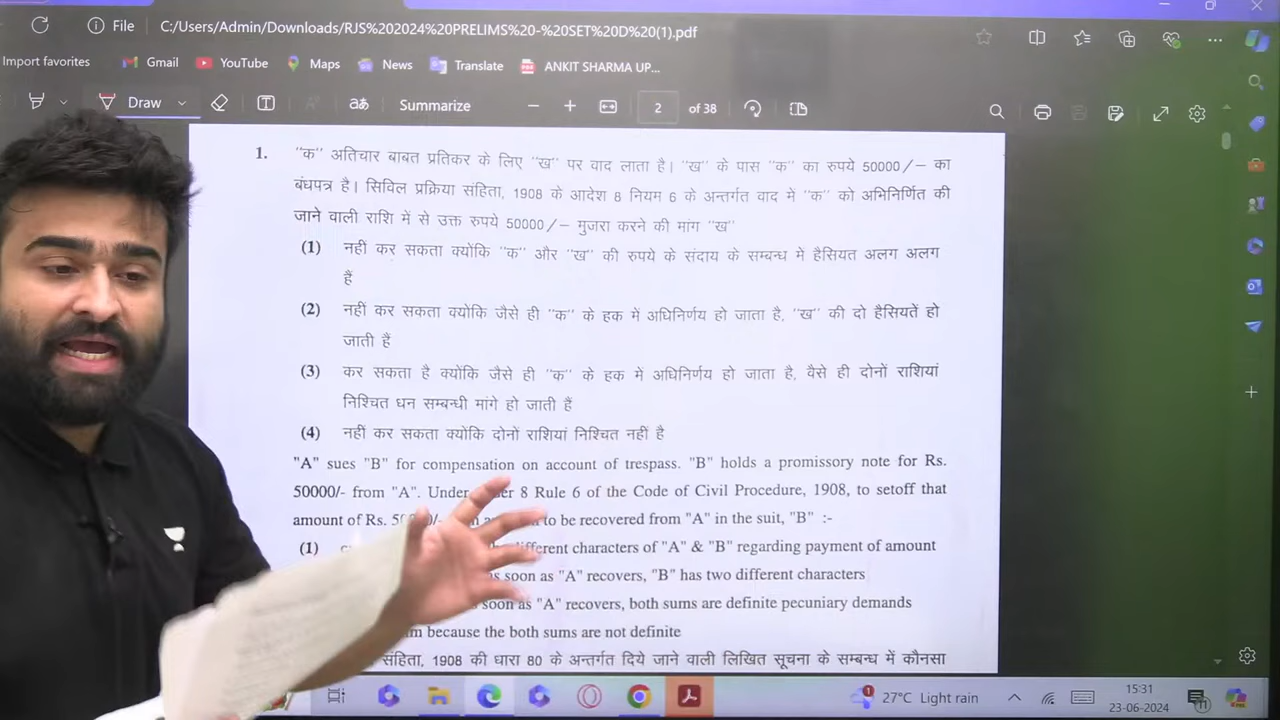 File C:/Users/Admin/Downloads/RJS%202024%20PRELIMS%20-%20SET%20D%20(1).pdf
Import favorites Gmail YouTube Maps News Translate ANKIT SHARMA UP...
Draw aあ Summarize 2 of 38
1. "क" अतिचार बाबत प्रतिकर के लिए "ख" पर वाद लाता है। "ख" के पास "क" का रुपये 50000/– का
बंधपत्र है। सिविल प्रक्रिया संहिता, 1908 के आदेश 8 नियम 6 के अन्तर्गत वाद में "क" को अभिनिर्णित की
जाने वाली राशि में से उक्त रुपये 50000/– मुजरा करने की मांग "ख"
(1) नहीं कर सकता क्योंकि "क" और "ख" की रुपये के संदाय के सम्बन्ध में हैसियत अलग अलग
हैं
(2) नहीं कर सकता क्योंकि जैसे ही "क" के हक में अधिनिर्णय हो जाता है, "ख" की दो हैसियतें हो
जाती हैं
(3) कर सकता है क्योंकि जैसे ही "क" के हक में अधिनिर्णय हो जाता है, वैसे ही दोनों राशियां
निश्चित धन सम्बन्धी मांगे हो जाती हैं
(4) नहीं कर सकता क्योंकि दोनों राशियां निश्चित नहीं है
"A" sues "B" for compensation on account of trespass. "B" holds a promissory note for Rs.
50000/- from "A". Under 8 Rule 6 of the Code of Civil Procedure, 1908, to setoff that
amount of Rs. to be recovered from "A" in the suit, "B" :-
(1) different characters of "A" & "B" regarding payment of amount
as soon as "A" recovers, "B" has two different characters
soon as "A" recovers, both sums are definite pecuniary demands
because the both sums are not definite
संहिता, 1908 की धारा 80 के अन्तर्गत दिये जाने वाली लिखित सूचना के सम्बन्ध में कौनसा
27°C Light rain 15:31
23-06-2024